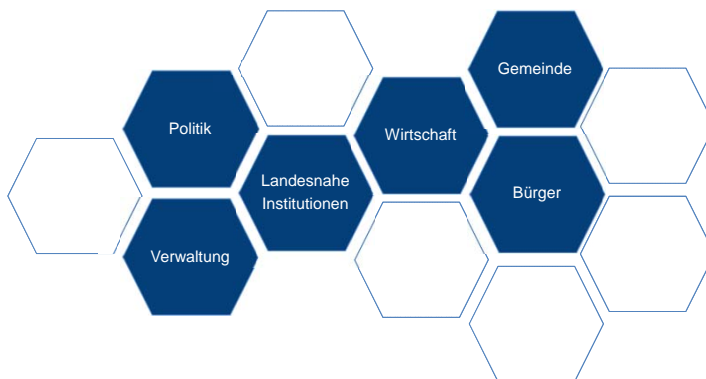 Gemeinde
Politik
Wirtschaft
Landesnahe
Institutionen
Bürger
Verwaltung